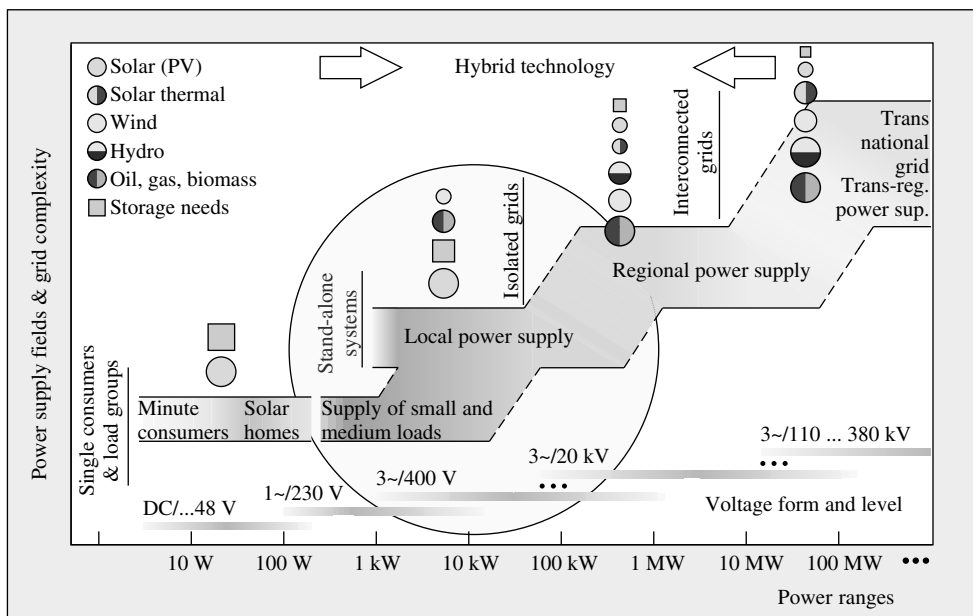 Power supply fields & grid complexity
Solar (PV)
Solar thermal
Wind
Hydro
Oil, gas, biomass
Storage needs
Hybrid technology
Single consumers
& load groups
Stand-alone
systems
Isolated grids
Interconnected
grids
Trans
national
grid
Trans-reg.
power sup.
Regional power supply
Local power supply
Minute
consumers
Solar
homes
Supply of small and
medium loads
DC/...48 V
1~/230 V
3~/400 V
3~/20 kV
3~/110 ... 380 kV
Voltage form and level
10 W 100 W 1 kW 10 kW 100 kW 1 MW 10 MW 100 MW •••
Power ranges